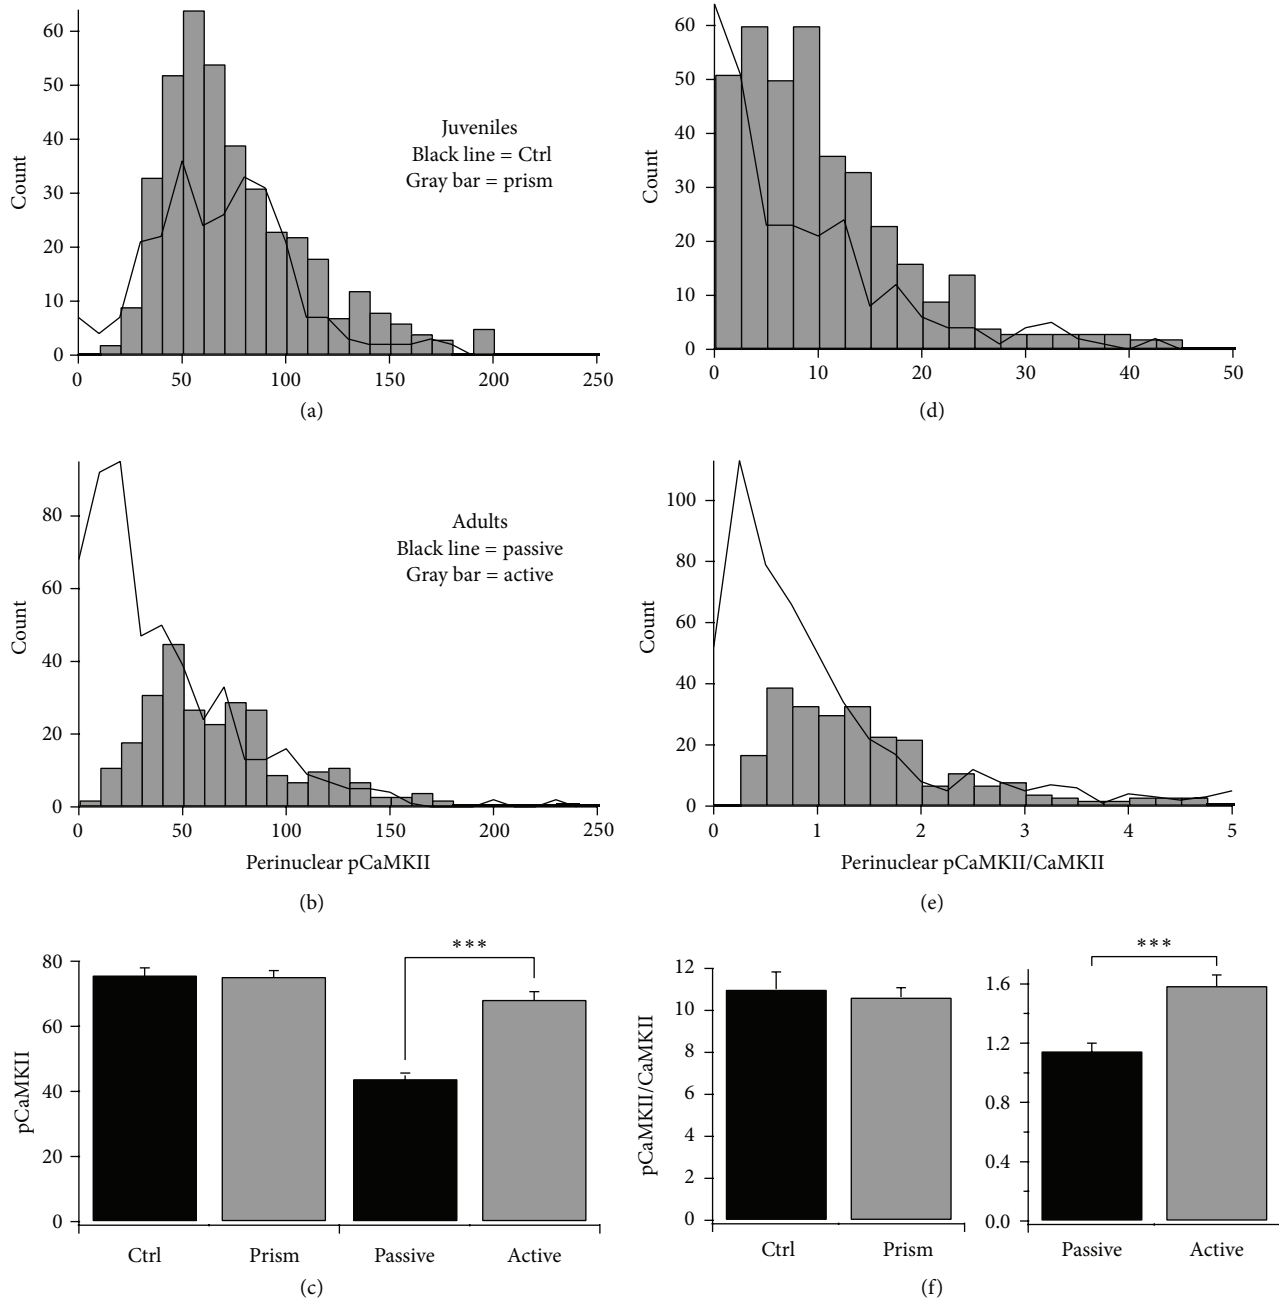 60
50
40
30
20
10
0
Count
Juveniles
Black line = Ctrl
Gray bar = prism
0 50 100 150 200 250
(a)
60
50
40
30
20
10
0
Count
0 10 20 30 40 50
(d)
80
60
40
20
0
Count
Adults
Black line = passive
Gray bar = active
0 50 100 150 200 250
Perinuclear pCaMKII
(b)
100
80
60
40
20
0
Count
0 1 2 3 4 5
Perinuclear pCaMKII/CaMKII
(e)
80
60
40
20
0
pCaMKII
***
Ctrl Prism Passive Active
(c)
12
10
8
6
4
2
0
pCaMKII/CaMKII
Ctrl Prism
1.6
1.2
0.8
0.4
0.0
***
Passive Active
(f)